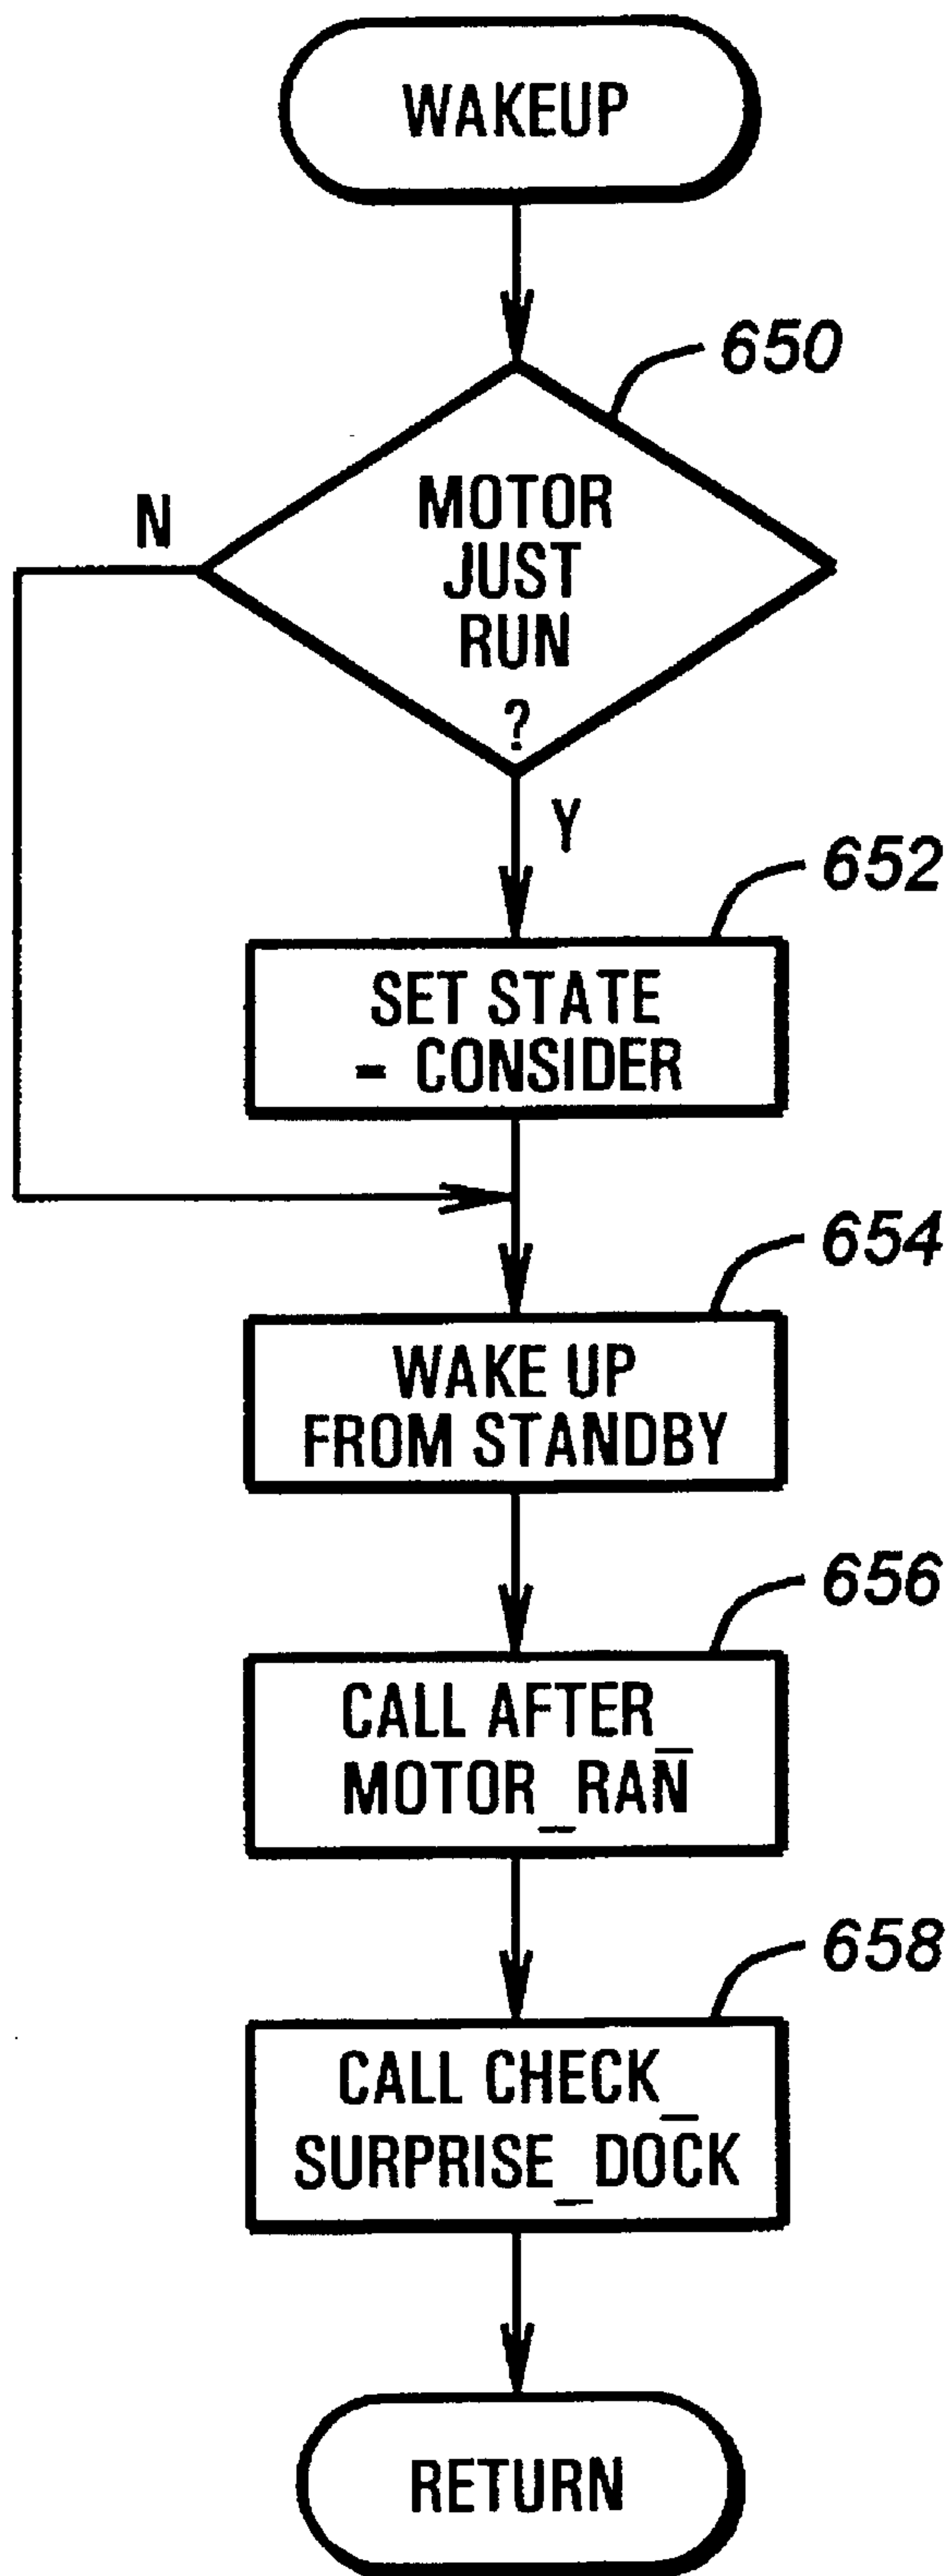 WAKEUP
650
N
MOTOR
JUST
RUN
?
Y
652
SET STATE
= CONSIDER
654
WAKE UP
FROM STANDBY
656
CALL AFTER_
MOTOR_RAN
658
CALL CHECK_
SURPRISE_DOCK
RETURN